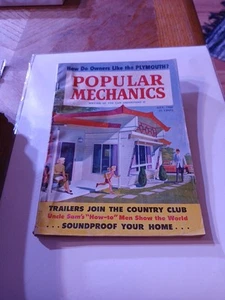 How Do Owners Like the PLYMOUTH?
POPULAR
MECHANICS
TRAILERS JOIN THE COUNTRY CLUB
Uncle Sam's "How-to" Men Show the World
... SOUNDPROOF YOUR HOME ...